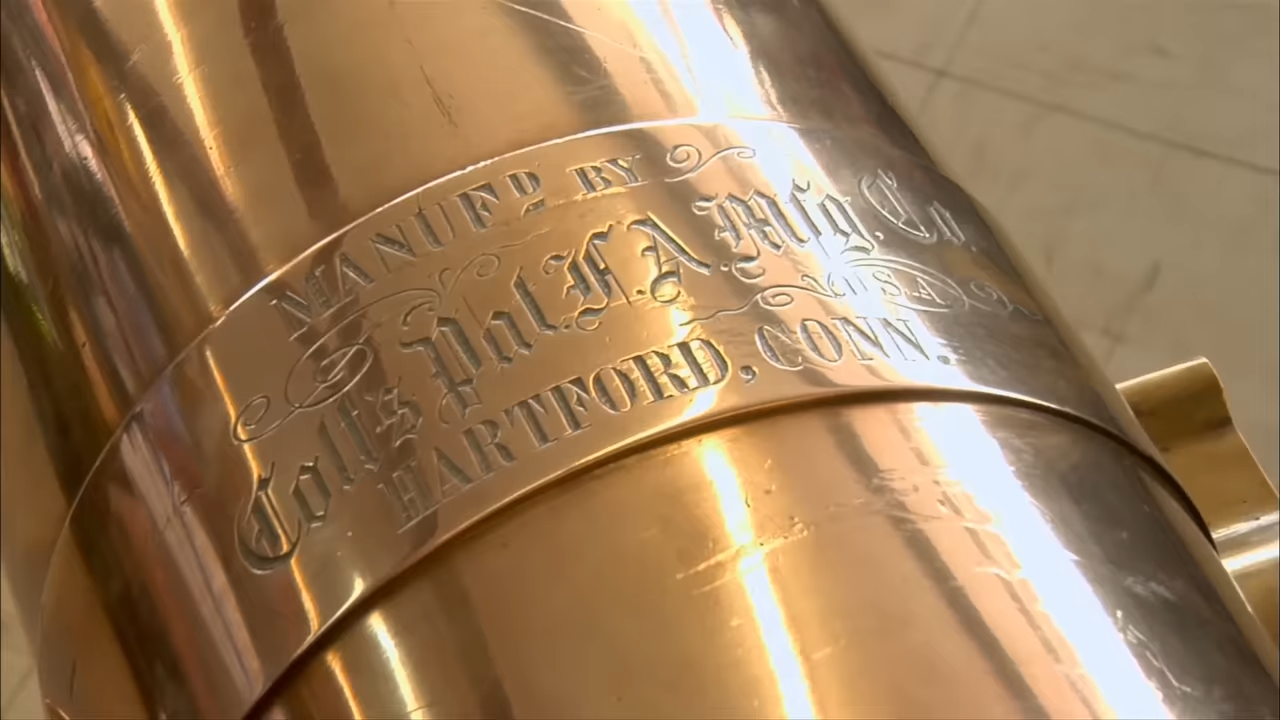 MANUFD BY
Colt's Pat. F. A. Mfg. Co.
U.S.A.
HARTFORD, CONN.